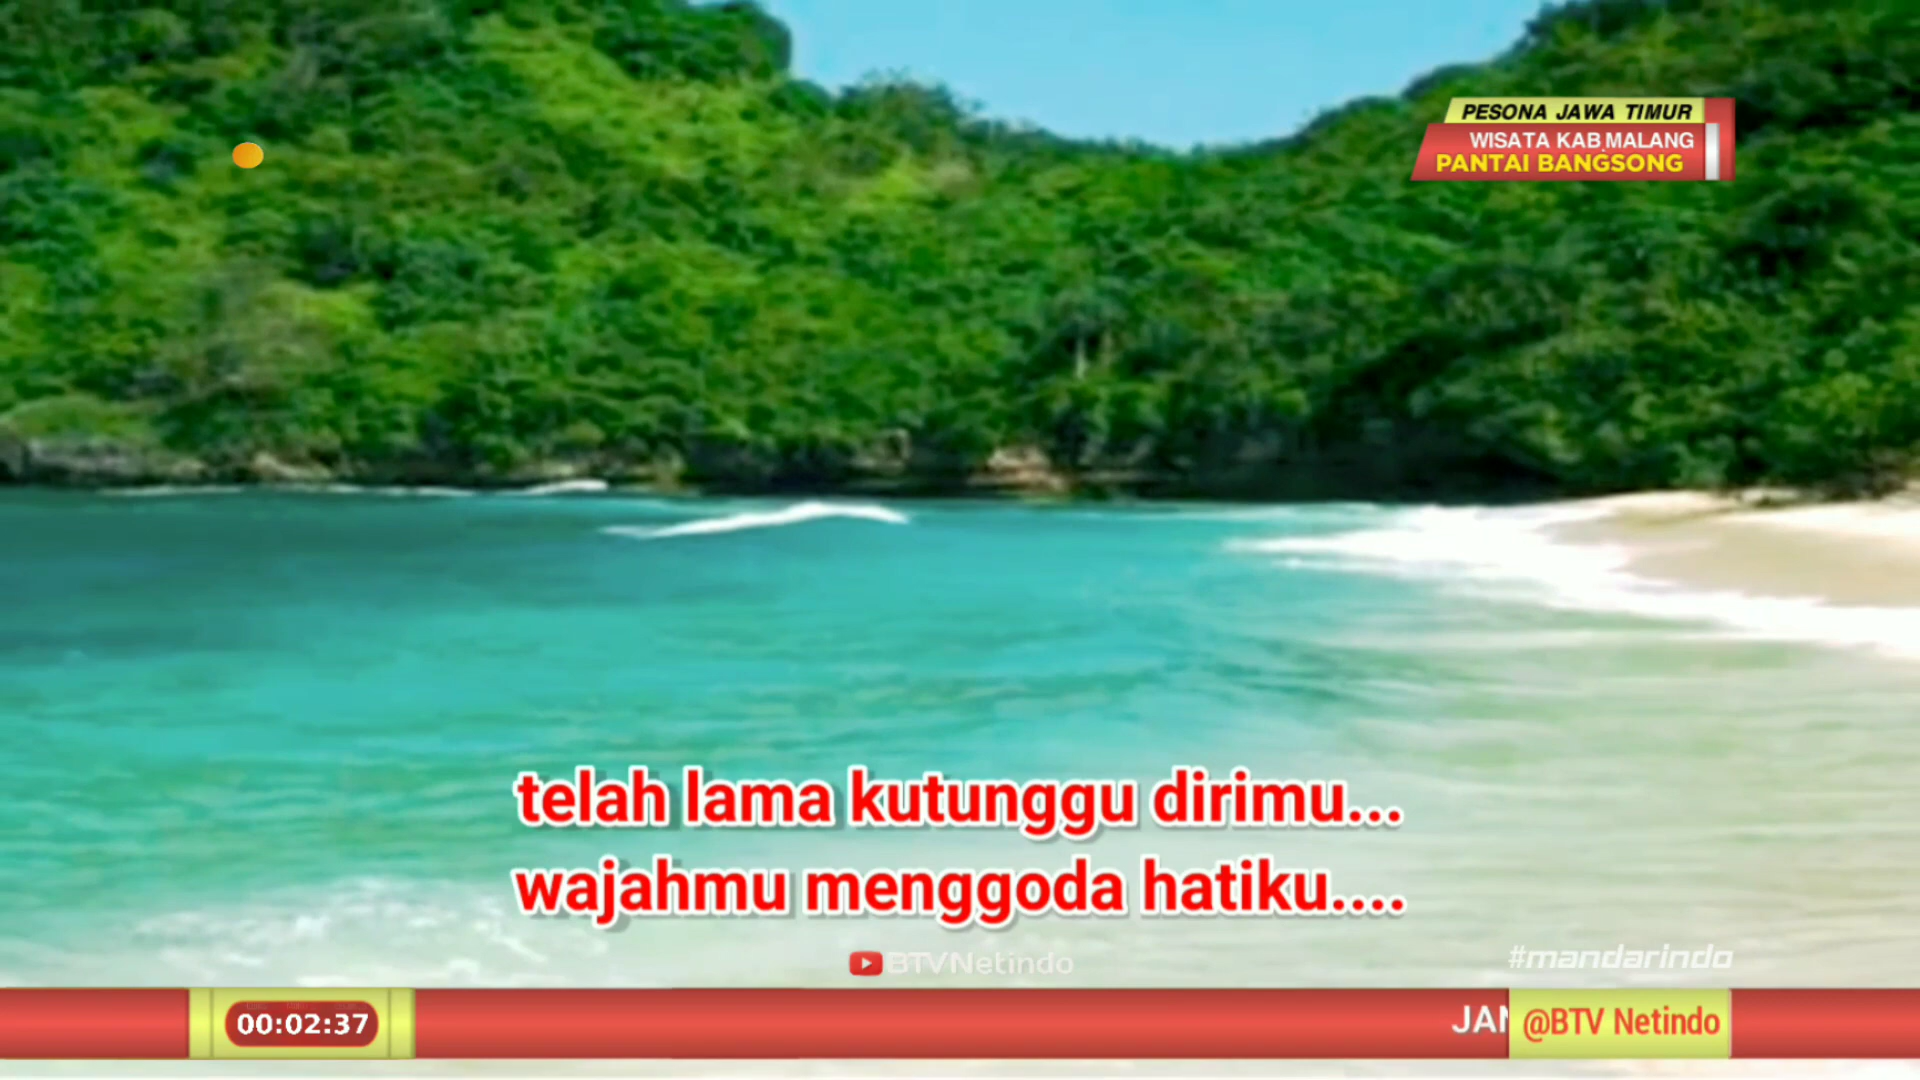 PESONA JAWA TIMUR
WISATA KAB MALANG
PANTAI BANGSONG
telah lama kutunggu dirimu...
wajahmu menggoda hatiku....
BTVNetindo
#mandarindo
00:02:37
JAN
@BTV Netindo